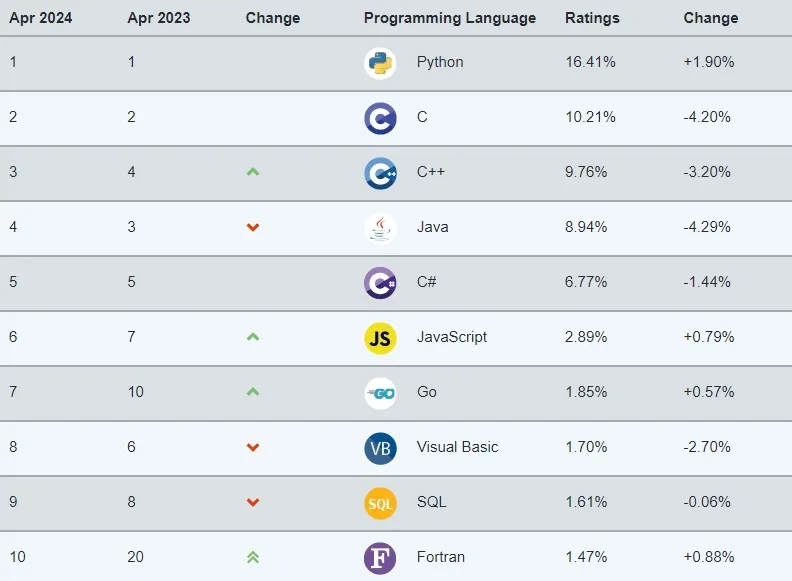 Apr 2024 Apr 2023 Change Programming Language Ratings Change
1 1 Python 16.41% +1.90%
2 2 C C 10.21% -4.20%
3 4 C++ C++ 9.76% -3.20%
4 3 Java 8.94% -4.29%
5 5 C# C# 6.77% -1.44%
6 7 JS JavaScript 2.89% +0.79%
7 10 GO Go 1.85% +0.57%
8 6 VB Visual Basic 1.70% -2.70%
9 8 SQL SQL 1.61% -0.06%
10 20 F Fortran 1.47% +0.88%